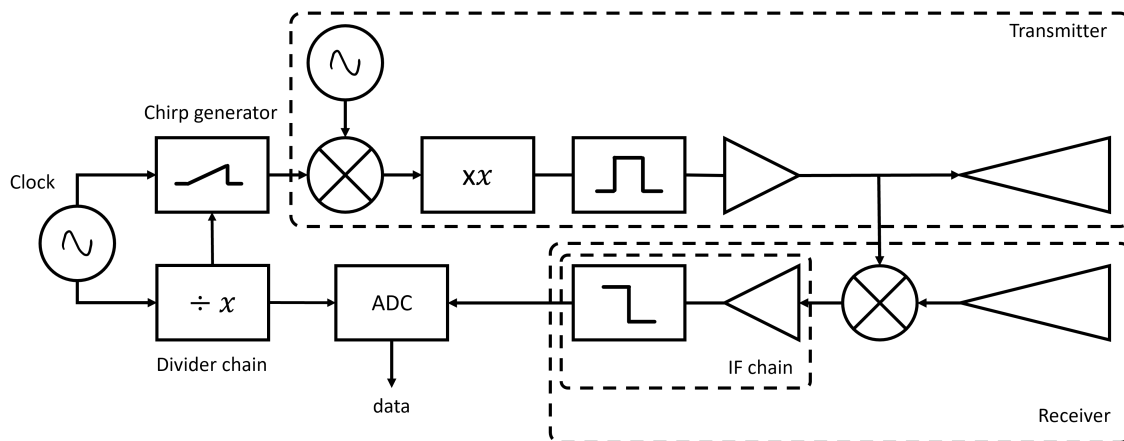 Transmitter
Chirp generator
Clock
x𝑥
÷ 𝑥
ADC
Divider chain
IF chain
data
Receiver